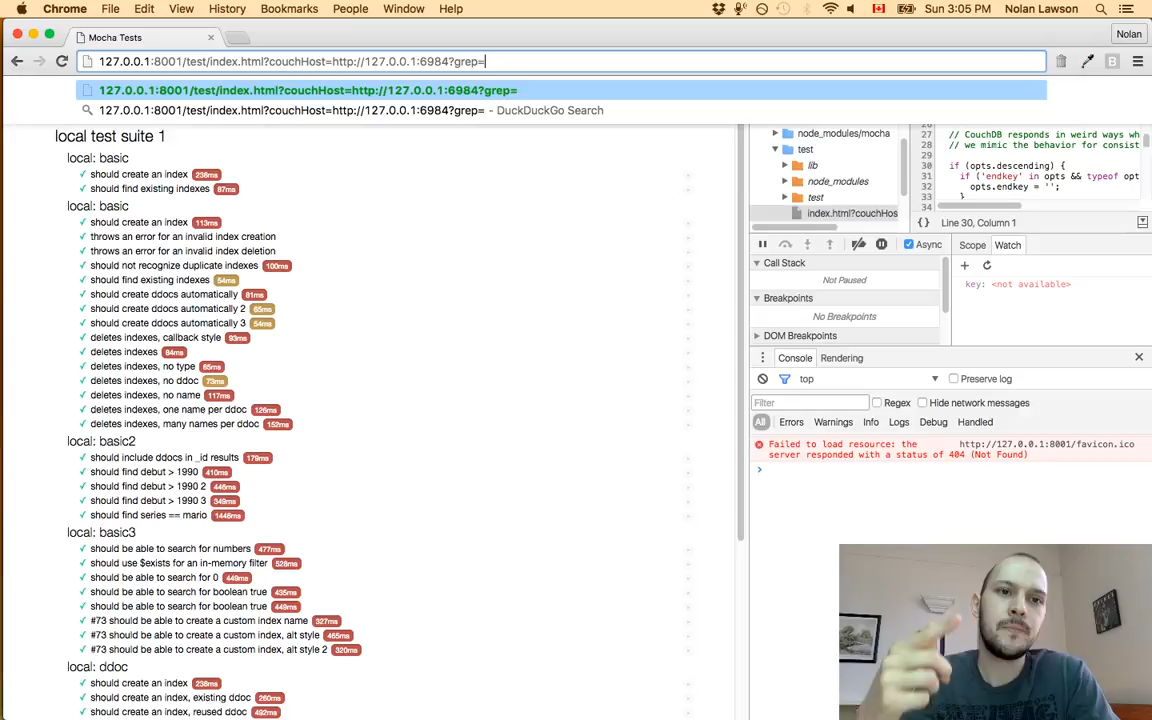 Chrome File Edit View History Bookmarks People Window Help Sun 3:05 PM Nolan Lawson
Mocha Tests Nolan
127.0.0.1:8001/test/index.html?couchHost=http://127.0.0.1:6984?grep=
127.0.0.1:8001/test/index.html?couchHost=http://127.0.0.1:6984?grep=
127.0.0.1:8001/test/index.html?couchHost=http://127.0.0.1:6984?grep= - DuckDuckGo Search
local test suite 1
local: basic
✓ should create an index 238ms
✓ should find existing indexes 87ms
local: basic
✓ should create an index 113ms
✓ throws an error for an invalid index creation
✓ throws an error for an invalid index deletion
✓ should not recognize duplicate indexes 100ms
✓ should find existing indexes 54ms
✓ should create ddocs automatically 81ms
✓ should create ddocs automatically 2 65ms
✓ should create ddocs automatically 3 54ms
✓ deletes indexes, callback style 93ms
✓ deletes indexes 84ms
✓ deletes indexes, no type 65ms
✓ deletes indexes, no ddoc 73ms
✓ deletes indexes, no name 117ms
✓ deletes indexes, one name per ddoc 126ms
✓ deletes indexes, many names per ddoc 152ms
local: basic2
✓ should include ddocs in _id results 179ms
✓ should find debut > 1990 410ms
✓ should find debut > 1990 2 446ms
✓ should find debut > 1990 3 349ms
✓ should find series == mario 1446ms
local: basic3
✓ should be able to search for numbers 477ms
✓ should use $exists for an in-memory filter 528ms
✓ should be able to search for 0 449ms
✓ should be able to search for boolean true 435ms
✓ should be able to search for boolean true 449ms
✓ #73 should be able to create a custom index name 327ms
✓ #73 should be able to create a custom index, alt style 465ms
✓ #73 should be able to create a custom index, alt style 2 320ms
local: ddoc
✓ should create an index 238ms
✓ should create an index, existing ddoc 260ms
✓ should create an index, reused ddoc 492ms
node_modules/mocha
test
lib
node_modules
test
index.html?couchHos
27 // CouchDB responds in weird ways wh
28 // we mimic the behavior for consist
29
30 if (opts.descending) {
31 if ('endkey' in opts && typeof opt
32 opts.endkey = '';
33 }
34
{} Line 30, Column 1
Async
Scope Watch
Call Stack
Not Paused
Breakpoints
No Breakpoints
DOM Breakpoints
key: <not available>
Console Rendering
top Preserve log
Filter Regex Hide network messages
All Errors Warnings Info Logs Debug Handled
Failed to load resource: the http://127.0.0.1:8001/favicon.ico
server responded with a status of 404 (Not Found)